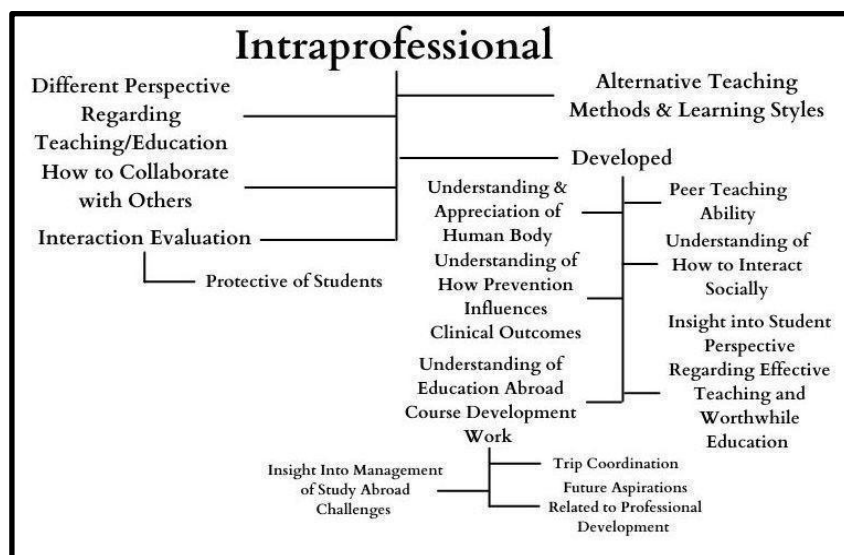 Intraprofessional
Different Perspective
Regarding
Teaching/Education
How to Collaborate
with Others
Interaction Evaluation
Protective of Students
Alternative Teaching
Methods & Learning Styles
Developed
Understanding &
Appreciation of
Human Body
Understanding of
How Prevention
Influences
Clinical Outcomes
Understanding of
Education Abroad
Course Development
Work
Peer Teaching
Ability
Understanding of
How to Interact
Socially
Insight into Student
Perspective
Regarding Effective
Teaching and
Worthwhile
Education
Insight Into Management
of Study Abroad
Challenges
Trip Coordination
Future Aspirations
Related to Professional
Development